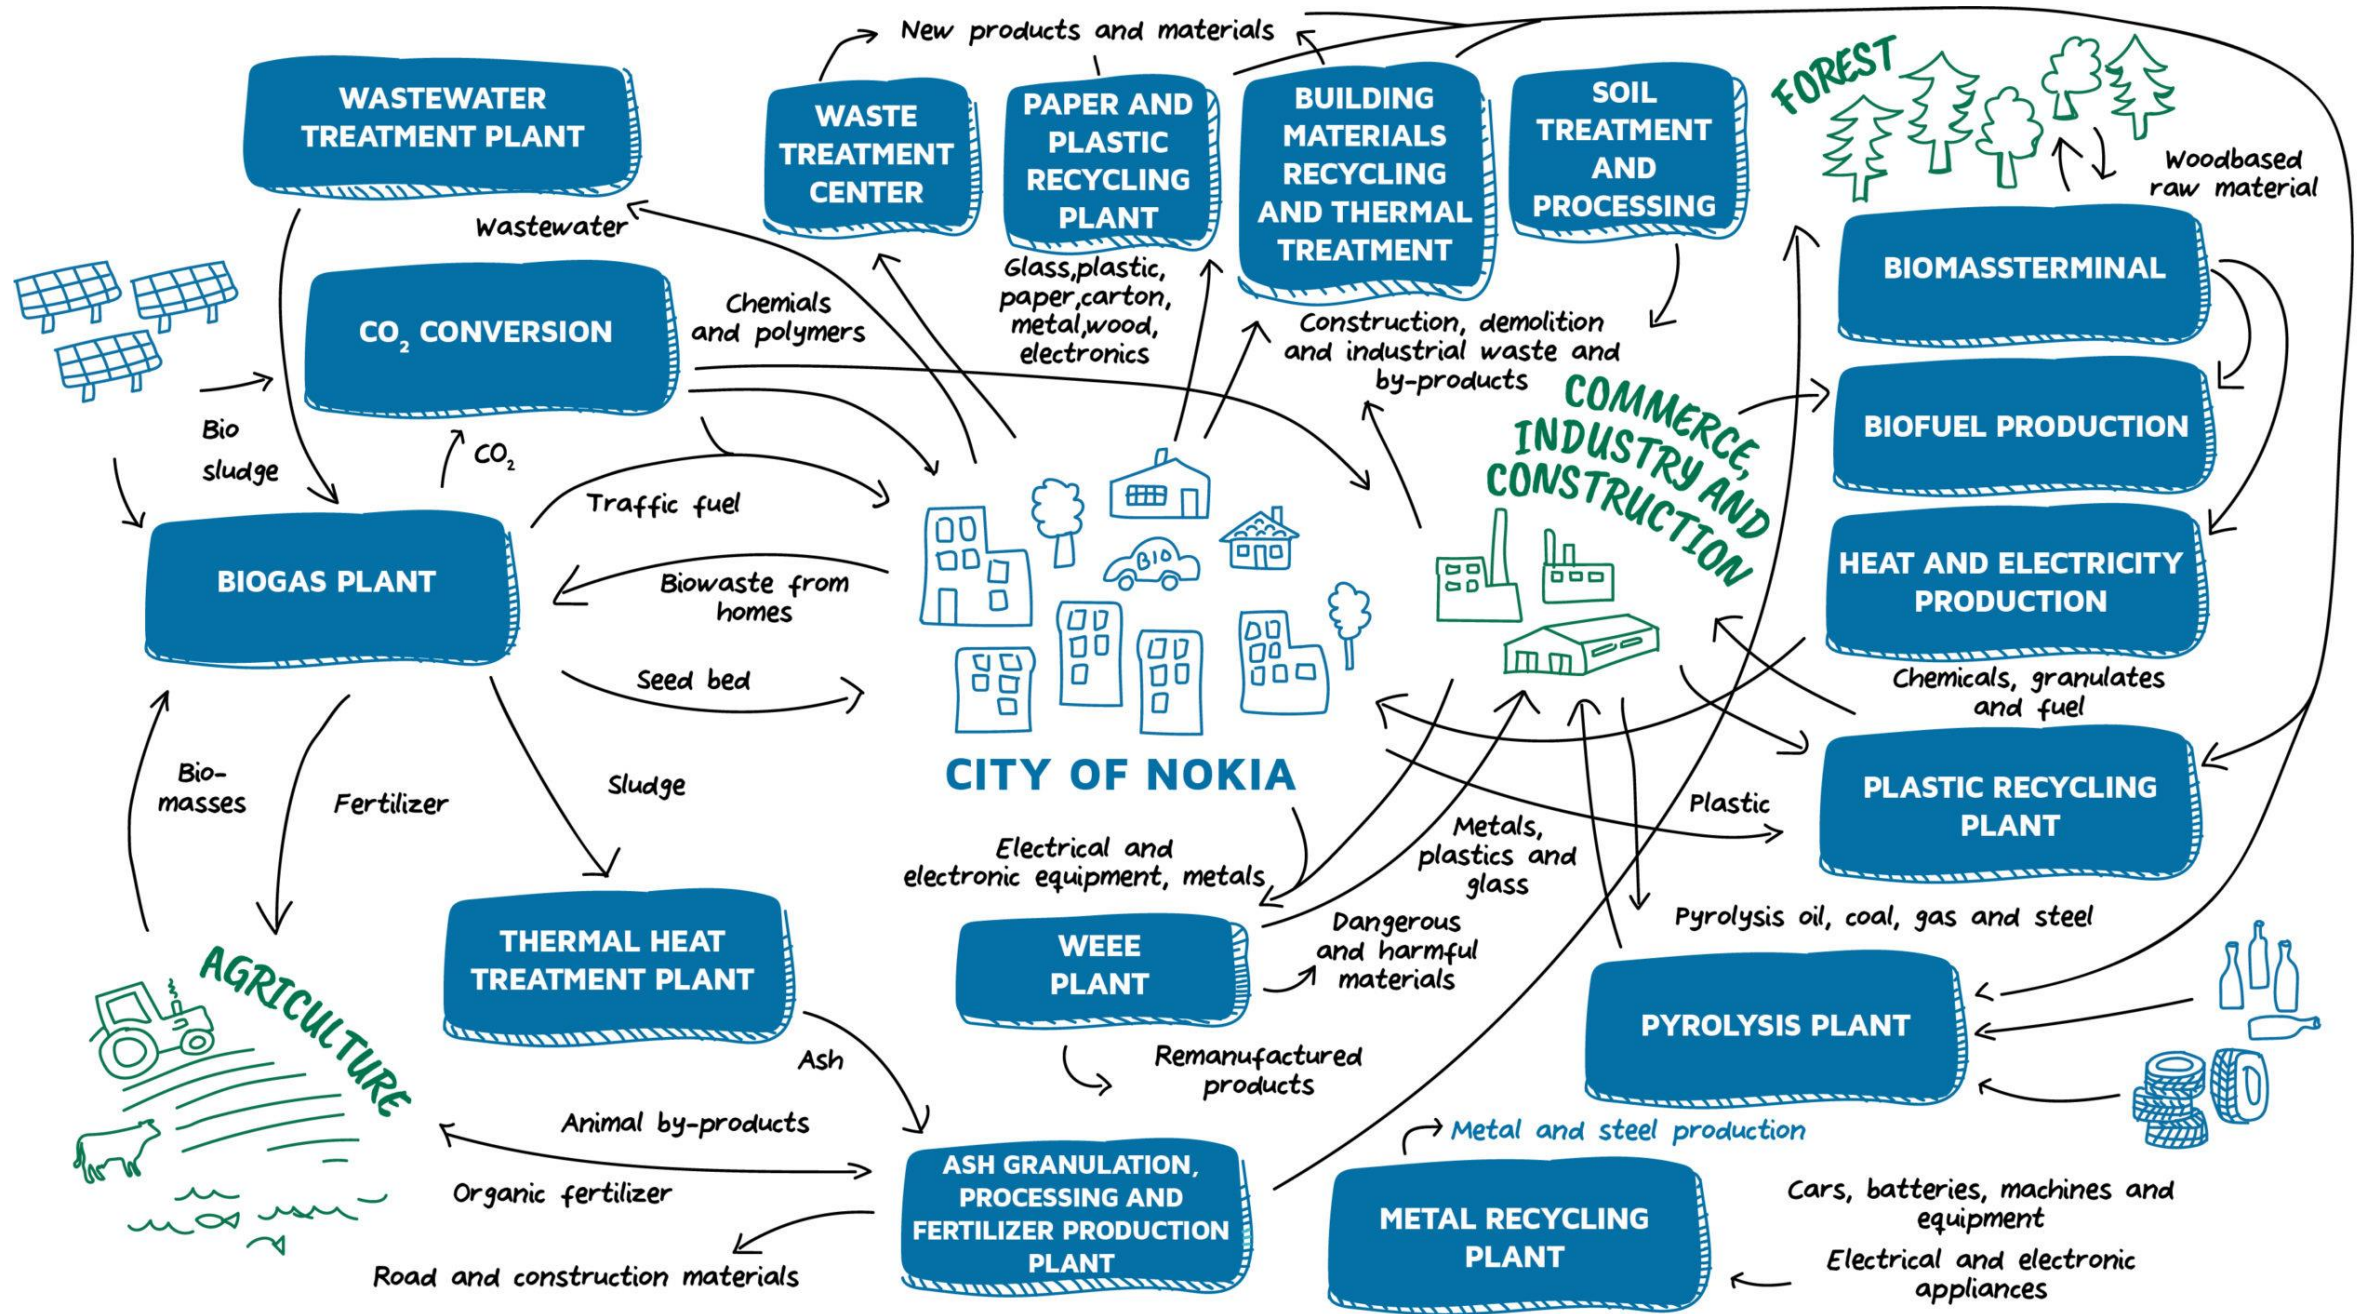 New products and materials
WASTEWATER
TREATMENT PLANT
WASTE
TREATMENT
CENTER
PAPER AND
PLASTIC
RECYCLING
PLANT
BUILDING
MATERIALS
RECYCLING
AND THERMAL
TREATMENT
SOIL
TREATMENT
AND
PROCESSING
FOREST
Woodbased
raw material
Wastewater
CO2 CONVERSION
Chemials
and polymers
Glass,plastic,
paper,carton,
metal,wood,
electronics
Construction, demolition
and industrial waste and
by-products
BIOMASSTERMINAL
BIOFUEL PRODUCTION
HEAT AND ELECTRICITY
PRODUCTION
COMMERCE,
INDUSTRY AND
CONSTRUCTION
Bio
sludge
CO2
Traffic fuel
BIOGAS PLANT
Biowaste from
homes
Seed bed
BIO
CITY OF NOKIA
Chemicals, granulates
and fuel
PLASTIC RECYCLING
PLANT
Plastic
Bio-
masses
Fertilizer
Sludge
Electrical and
electronic equipment, metals
Metals,
plastics and
glass
Dangerous
and harmful
materials
Pyrolysis oil, coal, gas and steel
THERMAL HEAT
TREATMENT PLANT
WEEE
PLANT
PYROLYSIS PLANT
AGRICULTURE
Ash
Remanufactured
products
Animal by-products
Organic fertilizer
Metal and steel production
ASH GRANULATION,
PROCESSING AND
FERTILIZER PRODUCTION
PLANT
METAL RECYCLING
PLANT
Cars, batteries, machines and
equipment
Electrical and electronic
appliances
Road and construction materials